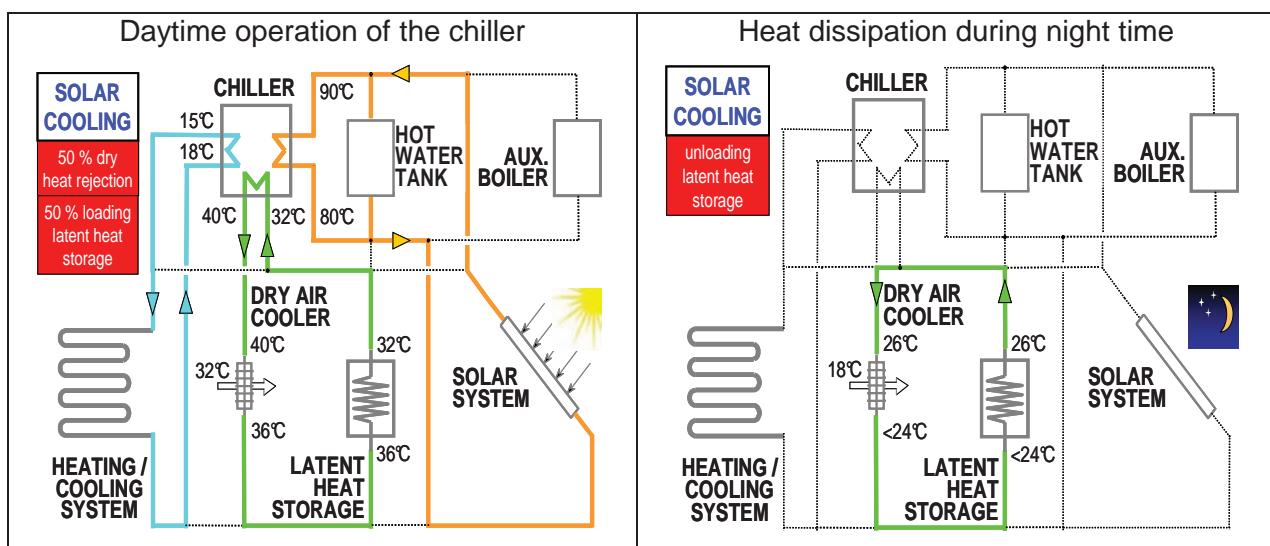 Daytime operation of the chiller
SOLAR
COOLING
50 % dry
heat rejection
50 % loading
latent heat
storage
CHILLER
90℃
15℃
18℃
HOT
WATER
TANK
AUX.
BOILER
40℃
32℃
80℃
DRY AIR
COOLER
40℃
32℃
32℃
SOLAR
SYSTEM
36℃
36℃
HEATING /
COOLING
SYSTEM
LATENT
HEAT
STORAGE
Heat dissipation during night time
SOLAR
COOLING
unloading
latent heat
storage
CHILLER
HOT
WATER
TANK
AUX.
BOILER
DRY AIR
COOLER
26℃
26℃
18℃
SOLAR
SYSTEM
<24℃
<24℃
HEATING /
COOLING
SYSTEM
LATENT
HEAT
STORAGE